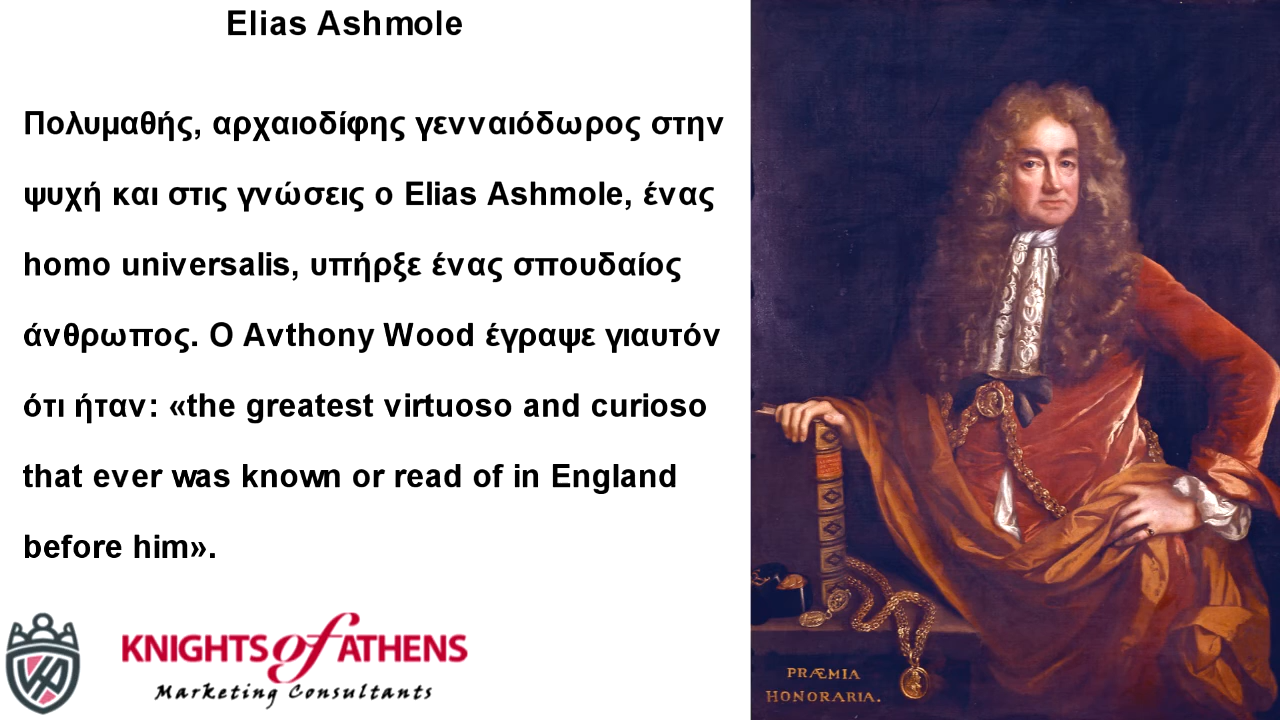 Elias Ashmole
Πολυμαθής, αρχαιοδίφης γενναιόδωρος στην
ψυχή και στις γνώσεις ο Elias Ashmole, ένας
homo universalis, υπήρξε ένας σπουδαίος
άνθρωπος. Ο Avthony Wood έγραψε γιαυτόν
ότι ήταν: «the greatest virtuoso and curioso
that ever was known or read of in England
before him».
KNIGHTS of ATHENS
Marketing Consultants
PRÆMIA
HONORARIA.